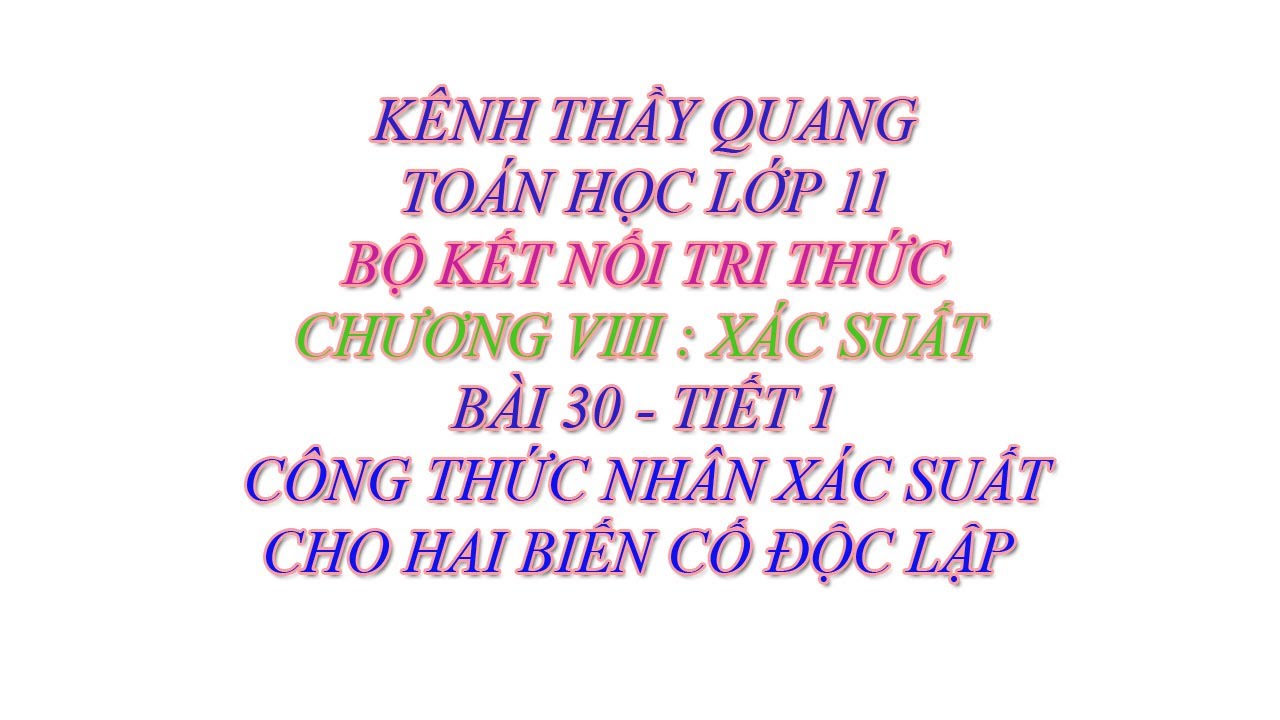 KÊNH THẦY QUANG
TOÁN HỌC LỚP 11
BỘ KẾT NỐI TRI THỨC
CHƯƠNG VIII : XÁC SUẤT
BÀI 30 - TIẾT 1
CÔNG THỨC NHÂN XÁC SUẤT
CHO HAI BIẾN CỐ ĐỘC LẬP